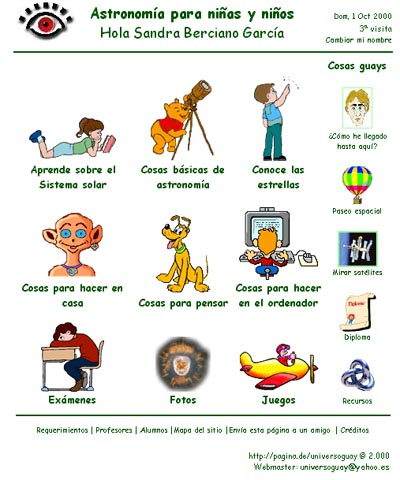 Astronomía para niñas y niños
Hola Sandra Berciano García
Dom, 1 Oct 2000
3ª visita
Cambiar mi nombre
Cosas guays
Aprende sobre el
Sistema solar
Cosas básicas de
astronomía
Conoce las
estrellas
¿Cómo he llegado
hasta aquí?
Paseo espacial
Cosas para hacer en
casa
Cosas para pensar
Cosas para hacer
en el ordenador
Mirar satélites
Diploma
Diploma
Exámenes
Fotos
Juegos
Recursos
Requerimientos | Profesores | Alumnos | Mapa del sitio | Envía esta página a un amigo | Créditos
http://pagina.de/universoguay @ 2.000
Webmaster: universoguay@yahoo.es